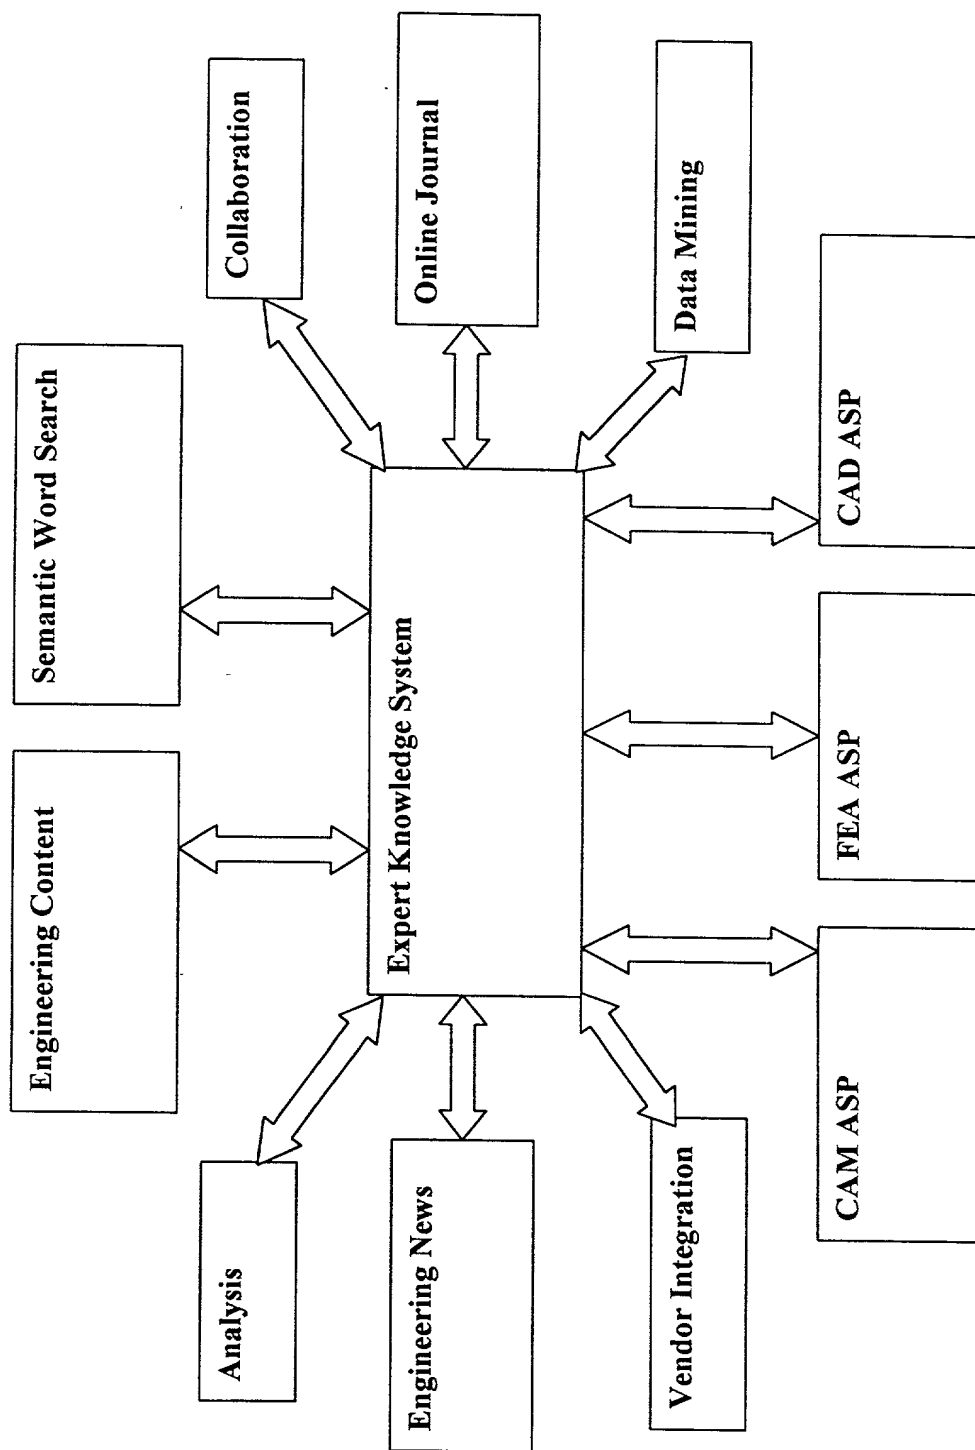 Engineering Content
Semantic Word Search
Analysis
Collaboration
Engineering News
Expert Knowledge System
Online Journal
Vendor Integration
Data Mining
CAM ASP
FEA ASP
CAD ASP